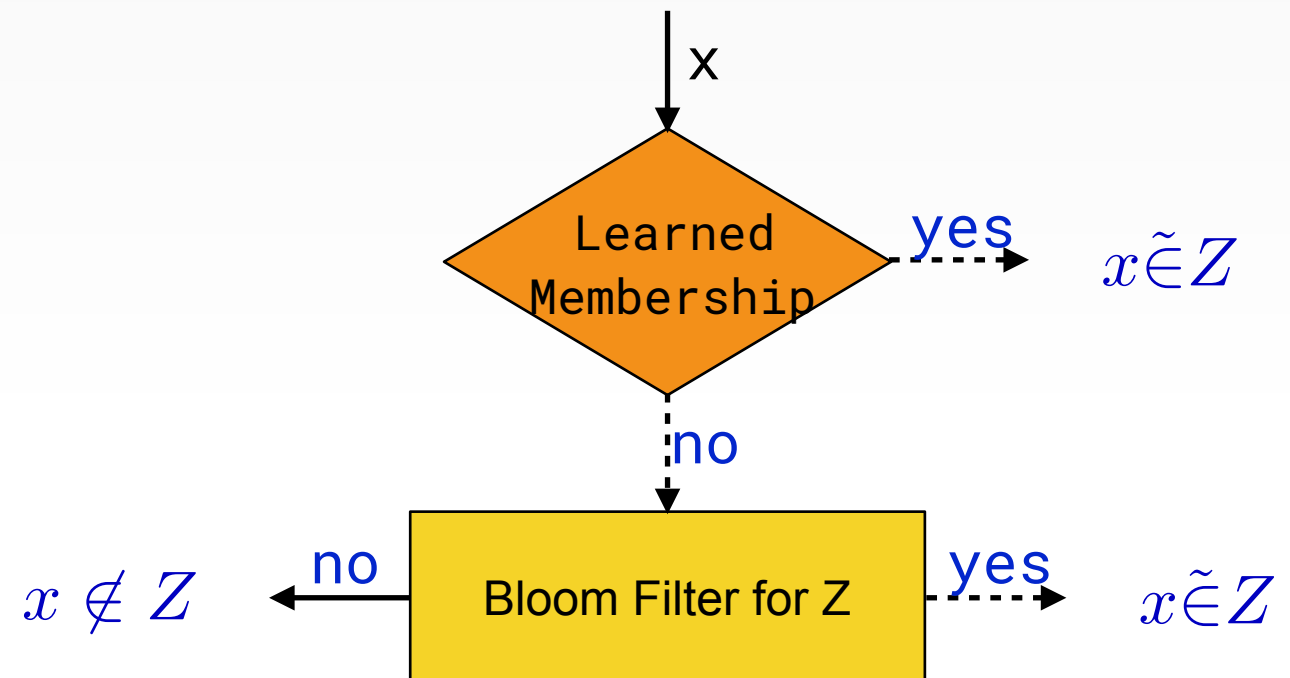 x
Learned
Membership
yes
x ∈̃ Z
no
no
Bloom Filter for Z
yes
x ∉ Z
x ∈̃ Z